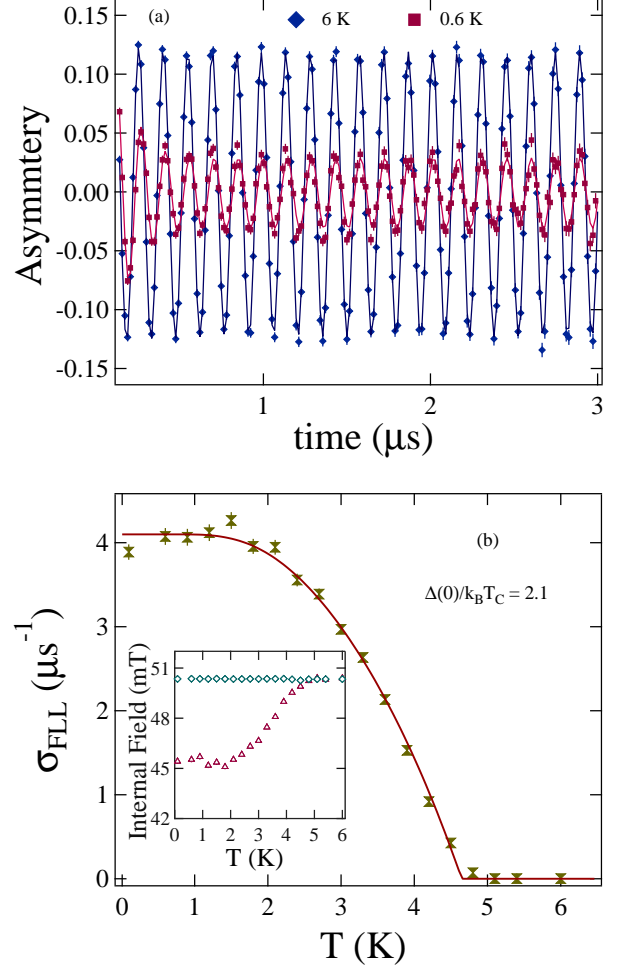 (a)
6 K
0.6 K
0.15
0.10
0.05
0.00
-0.05
-0.10
-0.15
Asymmtery
1
2
3
time (μs)
(b)
Δ(0)/k_BT_C = 2.1
4
3
2
1
0
σ_FLL (μs⁻¹)
51
48
45
42
Internal Field (mT)
0 1 2 3 4 5 6
T (K)
0 1 2 3 4 5 6
T (K)